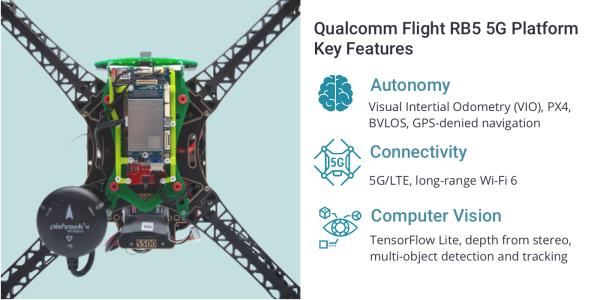 Qualcomm Flight RB5 5G Platform
Key Features
Autonomy
Visual Intertial Odometry (VIO), PX4,
BVLOS, GPS-denied navigation
5G
Connectivity
5G/LTE, long-range Wi-Fi 6
Computer Vision
TensorFlow Lite, depth from stereo,
multi-object detection and tracking
pixhawk4
S500